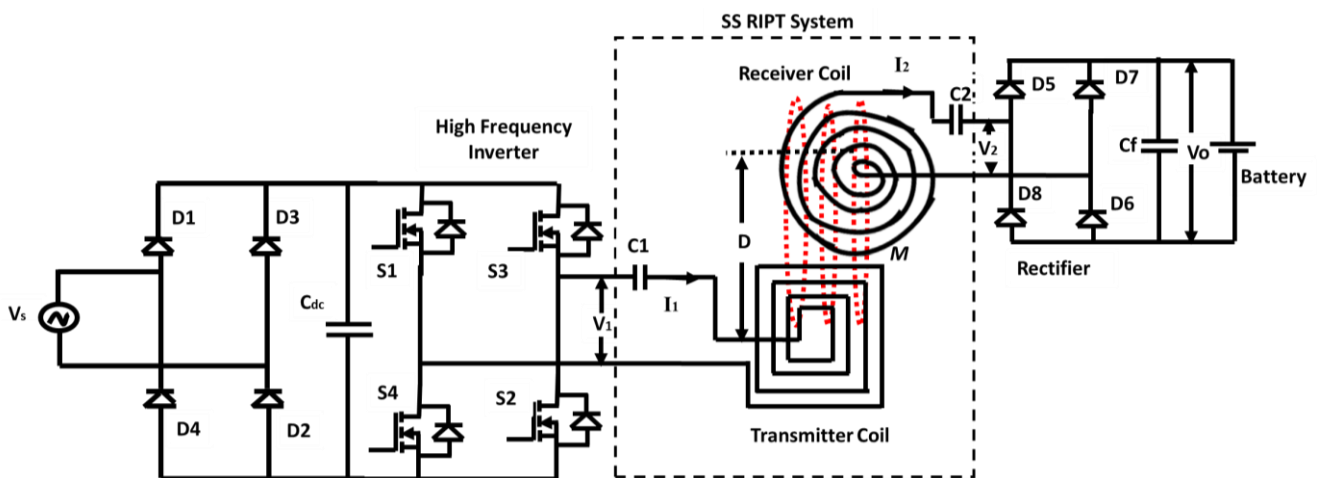 SS RIPT System
Receiver Coil
I2
C2
D5
D7
High Frequency
Inverter
V2
Cf
Vo
Battery
D1
D3
D8
D6
S1
S3
C1
D
M
Rectifier
Vs
Cdc
I1
V1
S4
S2
D4
D2
Transmitter Coil